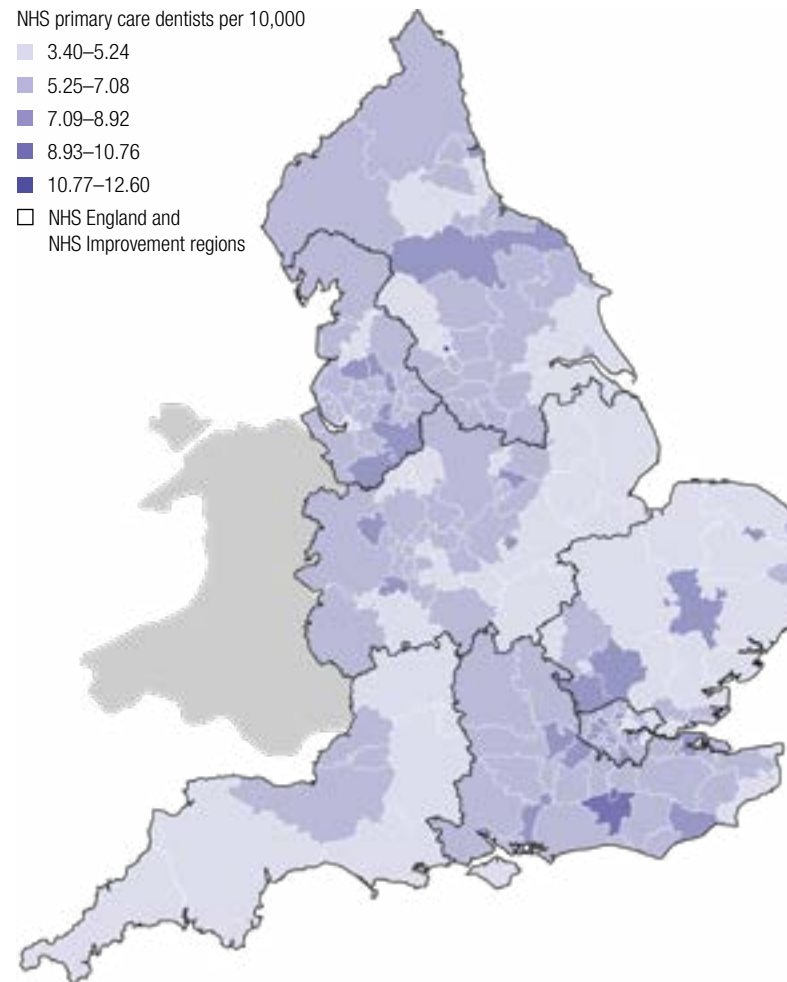 NHS primary care dentists per 10,000
3.40–5.24
5.25–7.08
7.09–8.92
8.93–10.76
10.77–12.60
NHS England and
NHS Improvement regions